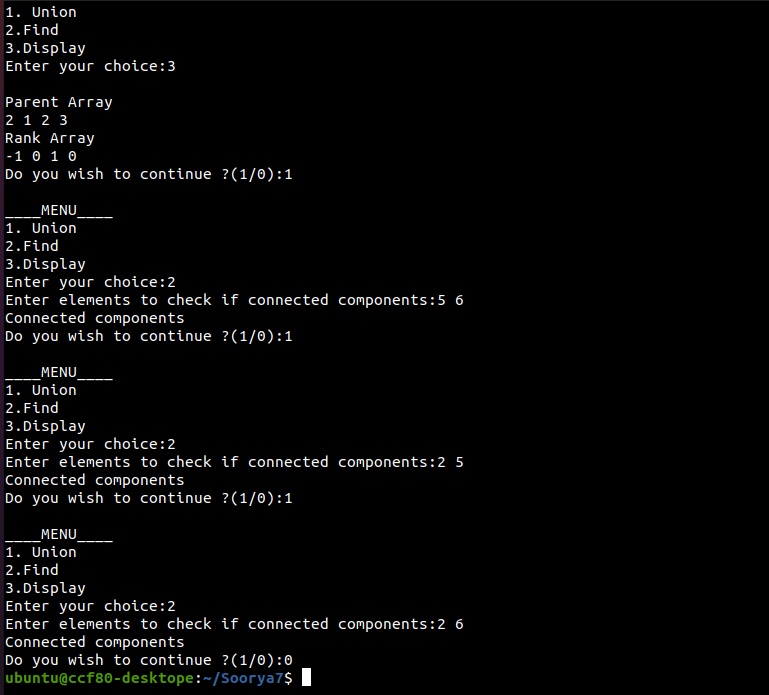 1. Union
2.Find
3.Display
Enter your choice:3
Parent Array
2 1 2 3
Rank Array
-1 0 1 0
Do you wish to continue ?(1/0):1
____MENU____
1. Union
2.Find
3.Display
Enter your choice:2
Enter elements to check if connected components:5 6
Connected components
Do you wish to continue ?(1/0):1
____MENU____
1. Union
2.Find
3.Display
Enter your choice:2
Enter elements to check if connected components:2 5
Connected components
Do you wish to continue ?(1/0):1
____MENU____
1. Union
2.Find
3.Display
Enter your choice:2
Enter elements to check if connected components:2 6
Connected components
Do you wish to continue ?(1/0):0
ubuntu@ccf80-desktope:~/Soorya7$